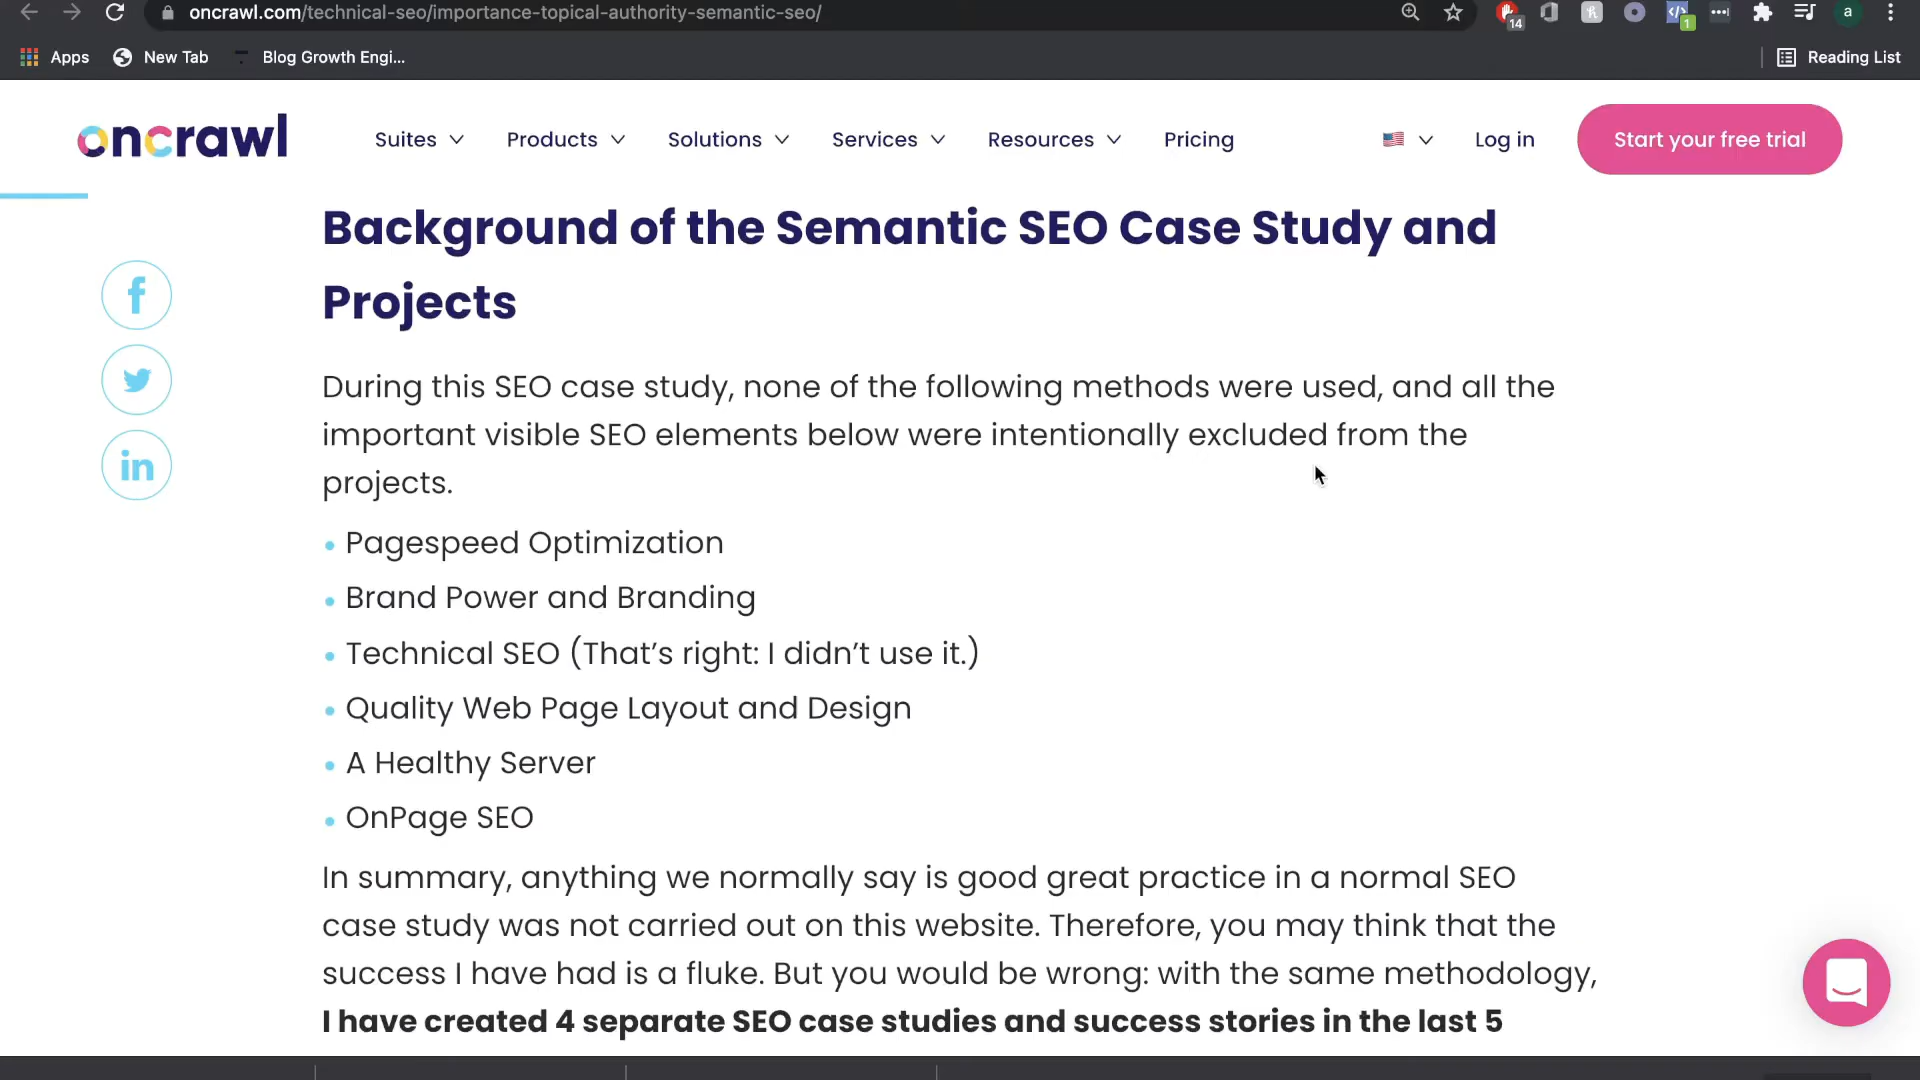 oncrawl.com/technical-seo/importance-topical-authority-semantic-seo/
14
1
a
Apps
New Tab
Blog Growth Engi...
Reading List
oncrawl
Suites
Products
Solutions
Services
Resources
Pricing
Log in
Start your free trial
Background of the Semantic SEO Case Study and
Projects
During this SEO case study, none of the following methods were used, and all the
important visible SEO elements below were intentionally excluded from the
projects.
• Pagespeed Optimization
• Brand Power and Branding
• Technical SEO (That’s right: I didn’t use it.)
• Quality Web Page Layout and Design
• A Healthy Server
• OnPage SEO
In summary, anything we normally say is good great practice in a normal SEO
case study was not carried out on this website. Therefore, you may think that the
success I have had is a fluke. But you would be wrong: with the same methodology,
I have created 4 separate SEO case studies and success stories in the last 5